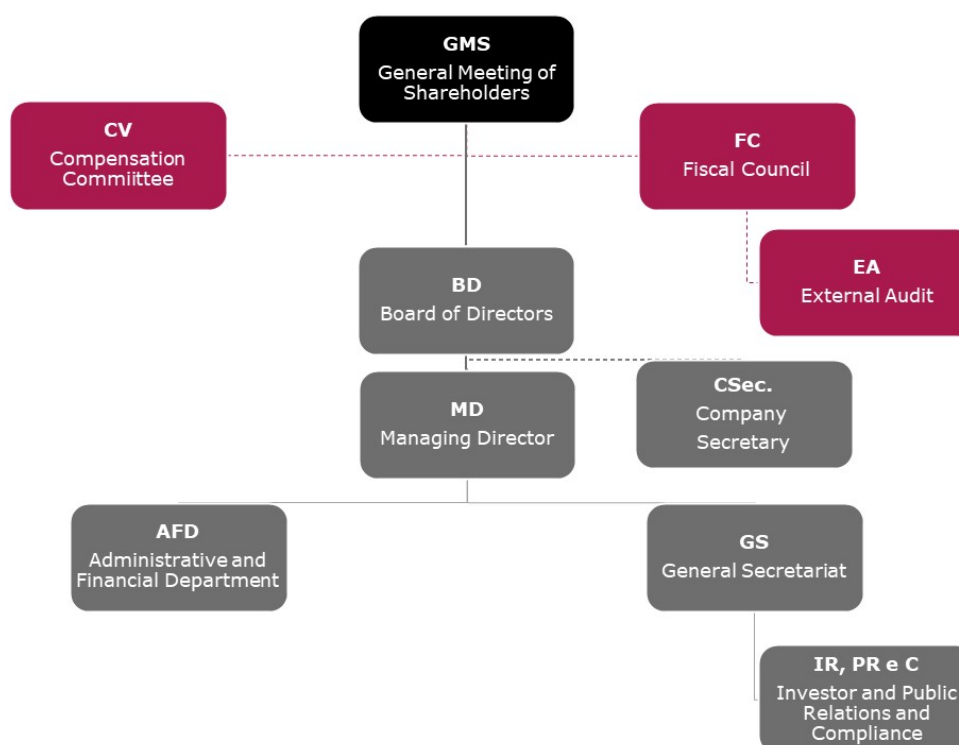 GMS
General Meeting of
Shareholders
CV
Compensation
Commiittee
FC
Fiscal Council
EA
External Audit
BD
Board of Directors
CSec.
Company
Secretary
MD
Managing Director
AFD
Administrative and
Financial Department
GS
General Secretariat
IR, PR e C
Investor and Public
Relations and
Compliance